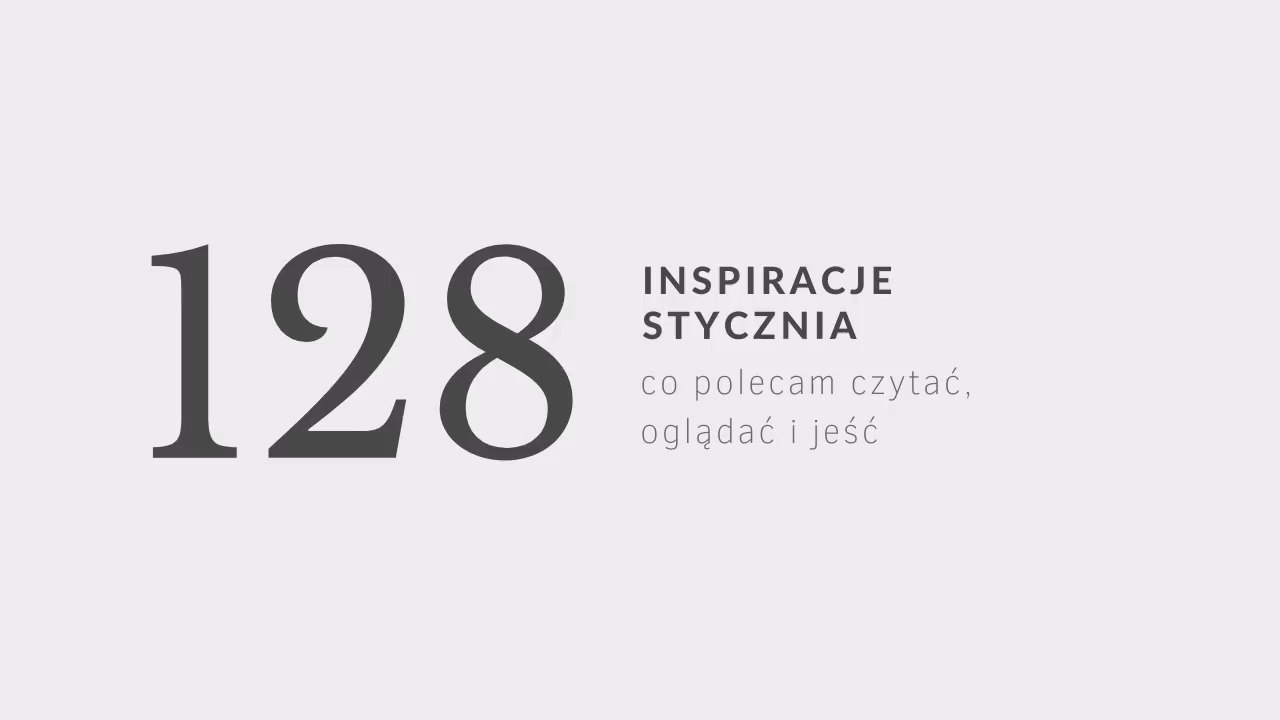 128
INSPIRACJE
STYCZNIA
co polecam czytać,
oglądać i jeść